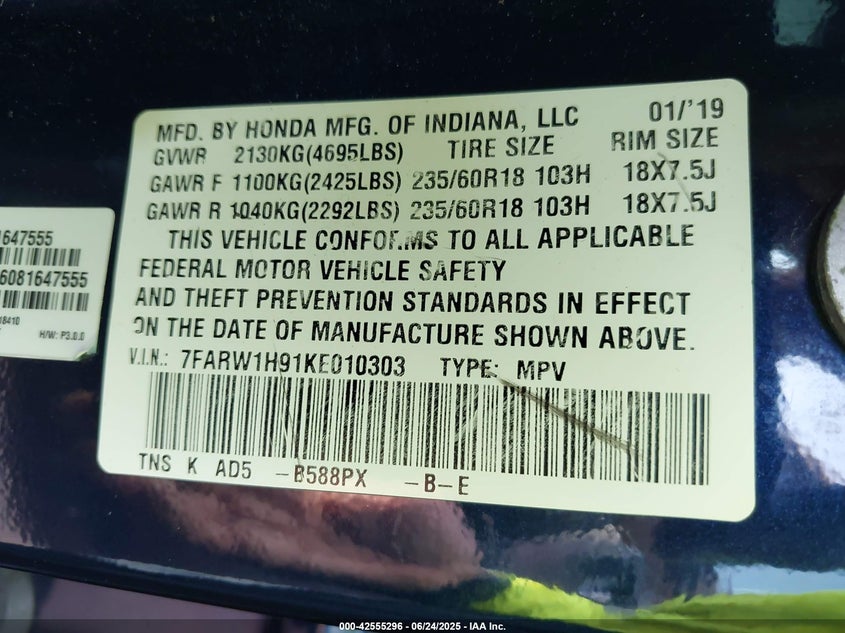 MFD. BY HONDA MFG. OF INDIANA, LLC 01/'19
GVWR 2130KG(4695LBS) TIRE SIZE RIM SIZE
GAWR F 1100KG(2425LBS) 235/60R18 103H 18X7.5J
GAWR R 1040KG(2292LBS) 235/60R18 103H 18X7.5J
THIS VEHICLE CONFORMS TO ALL APPLICABLE
FEDERAL MOTOR VEHICLE SAFETY
AND THEFT PREVENTION STANDARDS IN EFFECT
ON THE DATE OF MANUFACTURE SHOWN ABOVE.
V.I.N.: 7FARW1H91KE010303 TYPE: MPV
TNS K AD5 -B588PX -B-E
1647555
6081647555
18410
H/W: P3.0.0
000-42555296 - 06/24/2025 - IAA Inc.